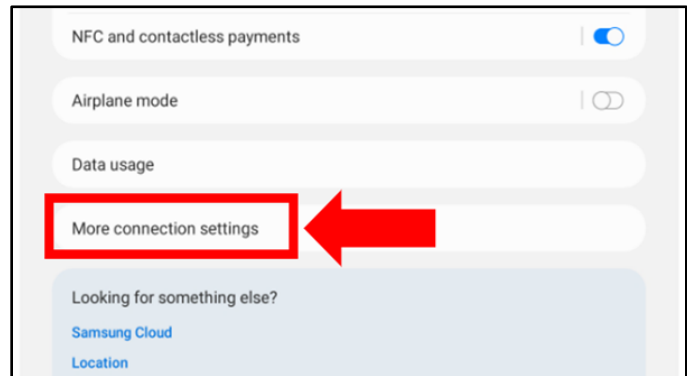 NFC and contactless payments
Airplane mode
Data usage
More connection settings
Looking for something else?
Samsung Cloud
Location